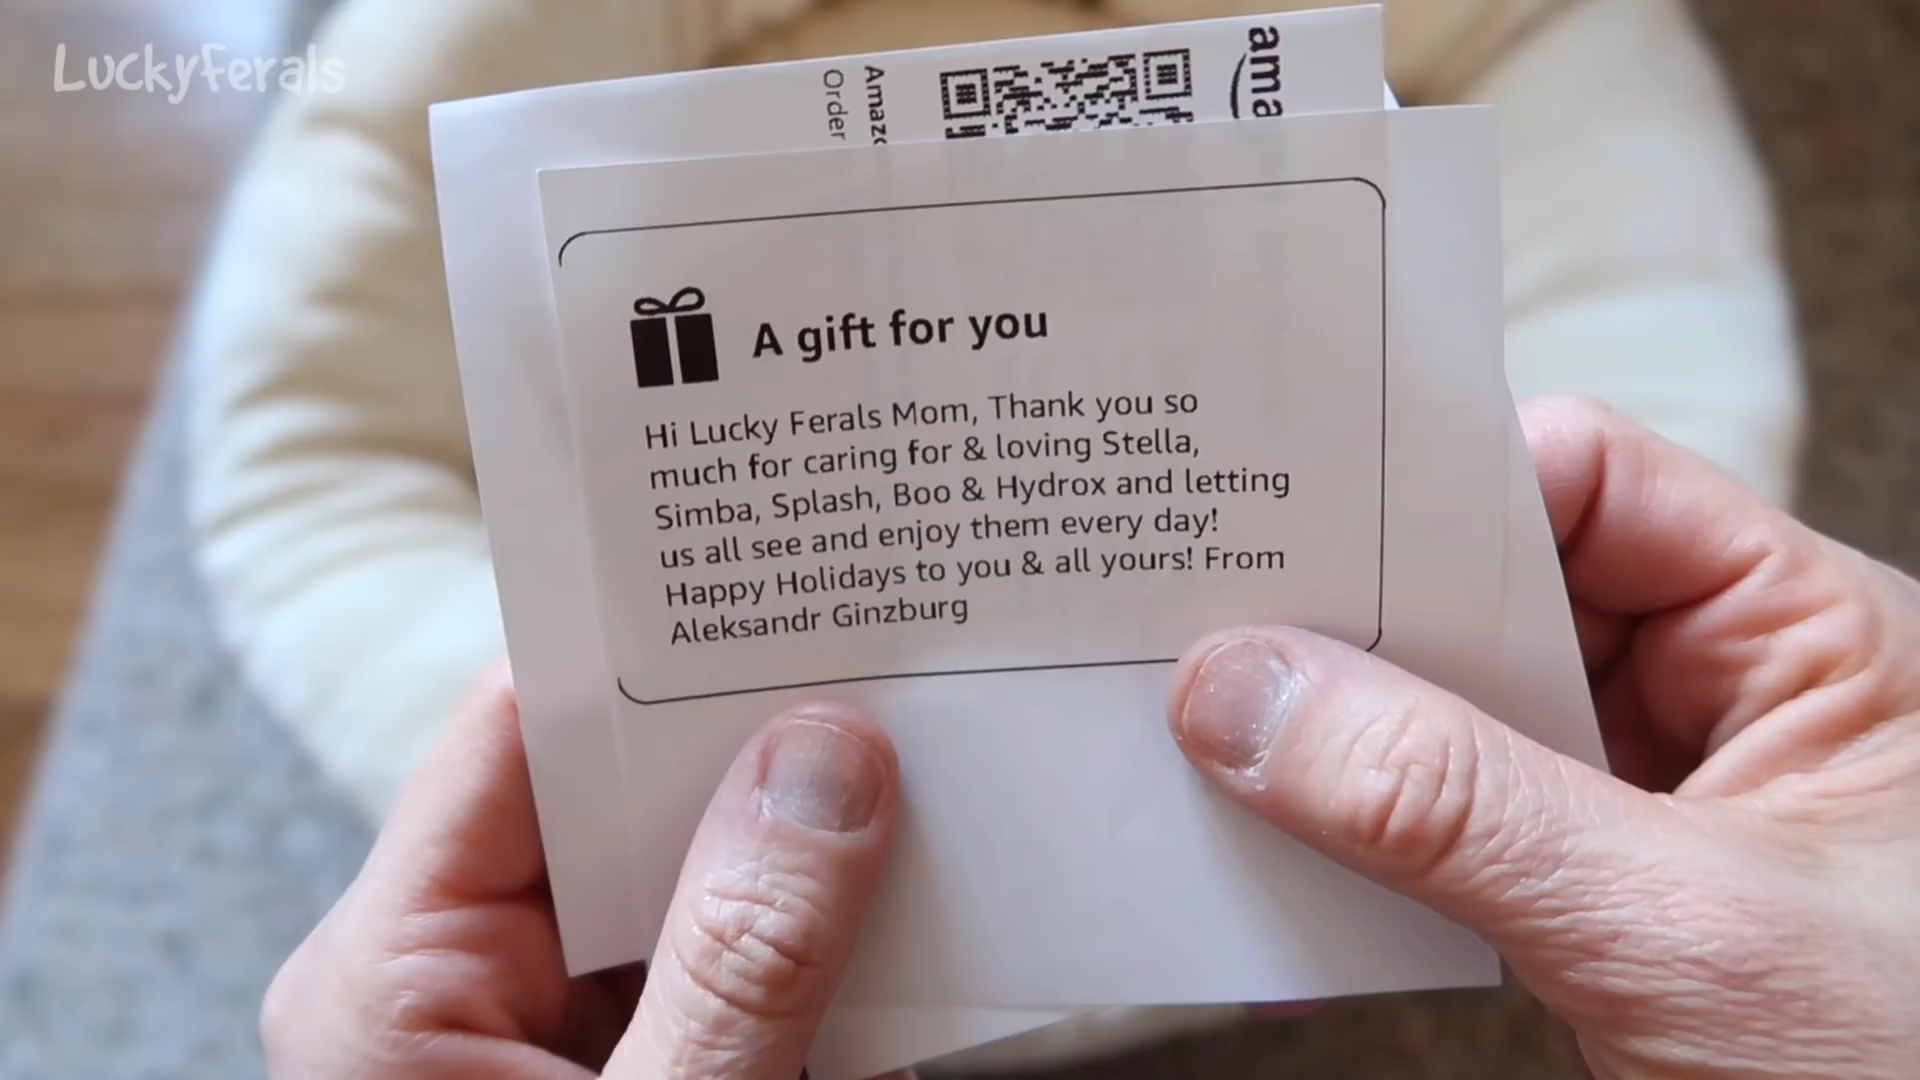 LuckyFerals
Amazo
Order
ama
A gift for you
Hi Lucky Ferals Mom, Thank you so
much for caring for & loving Stella,
Simba, Splash, Boo & Hydrox and letting
us all see and enjoy them every day!
Happy Holidays to you & all yours! From
Aleksandr Ginzburg